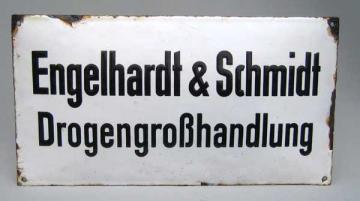 Engelhardt & Schmidt
Drogengroßhandlung